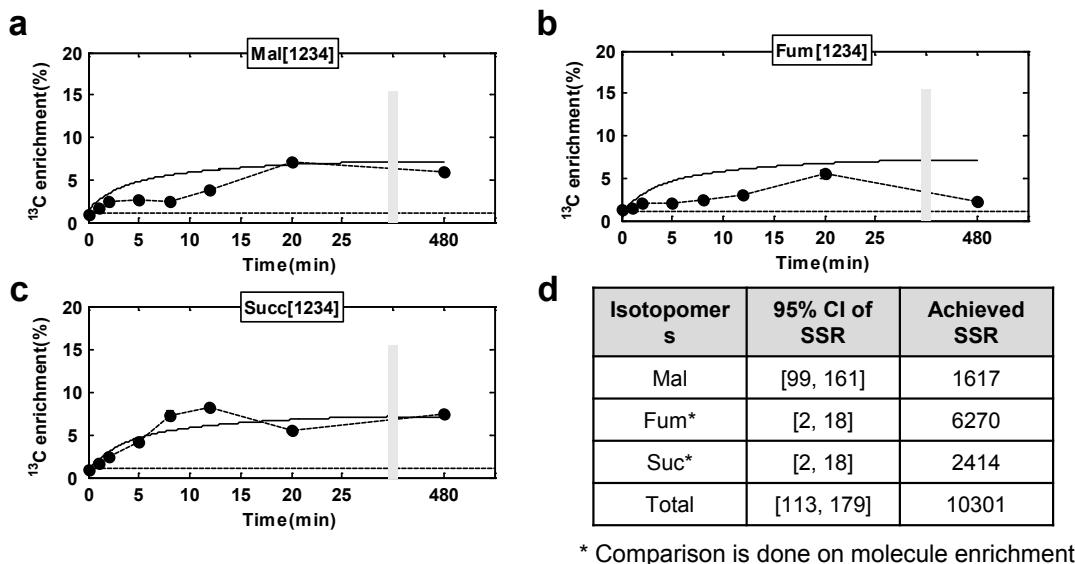 a
Mal[1234]
20
15
10
5
0
13C enrichment(%)
0 5 10 15 20 25 480
Time(min)
b
Fum[1234]
20
15
10
5
0
13C enrichment(%)
0 5 10 15 20 25 480
Time(min)
c
Succ[1234]
20
15
10
5
0
13C enrichment(%)
0 5 10 15 20 25 480
Time(min)
d
Isotopomer
s
95% CI of
SSR
Achieved
SSR
Mal [99, 161] 1617
Fum* [2, 18] 6270
Suc* [2, 18] 2414
Total [113, 179] 10301
* Comparison is done on molecule enrichment